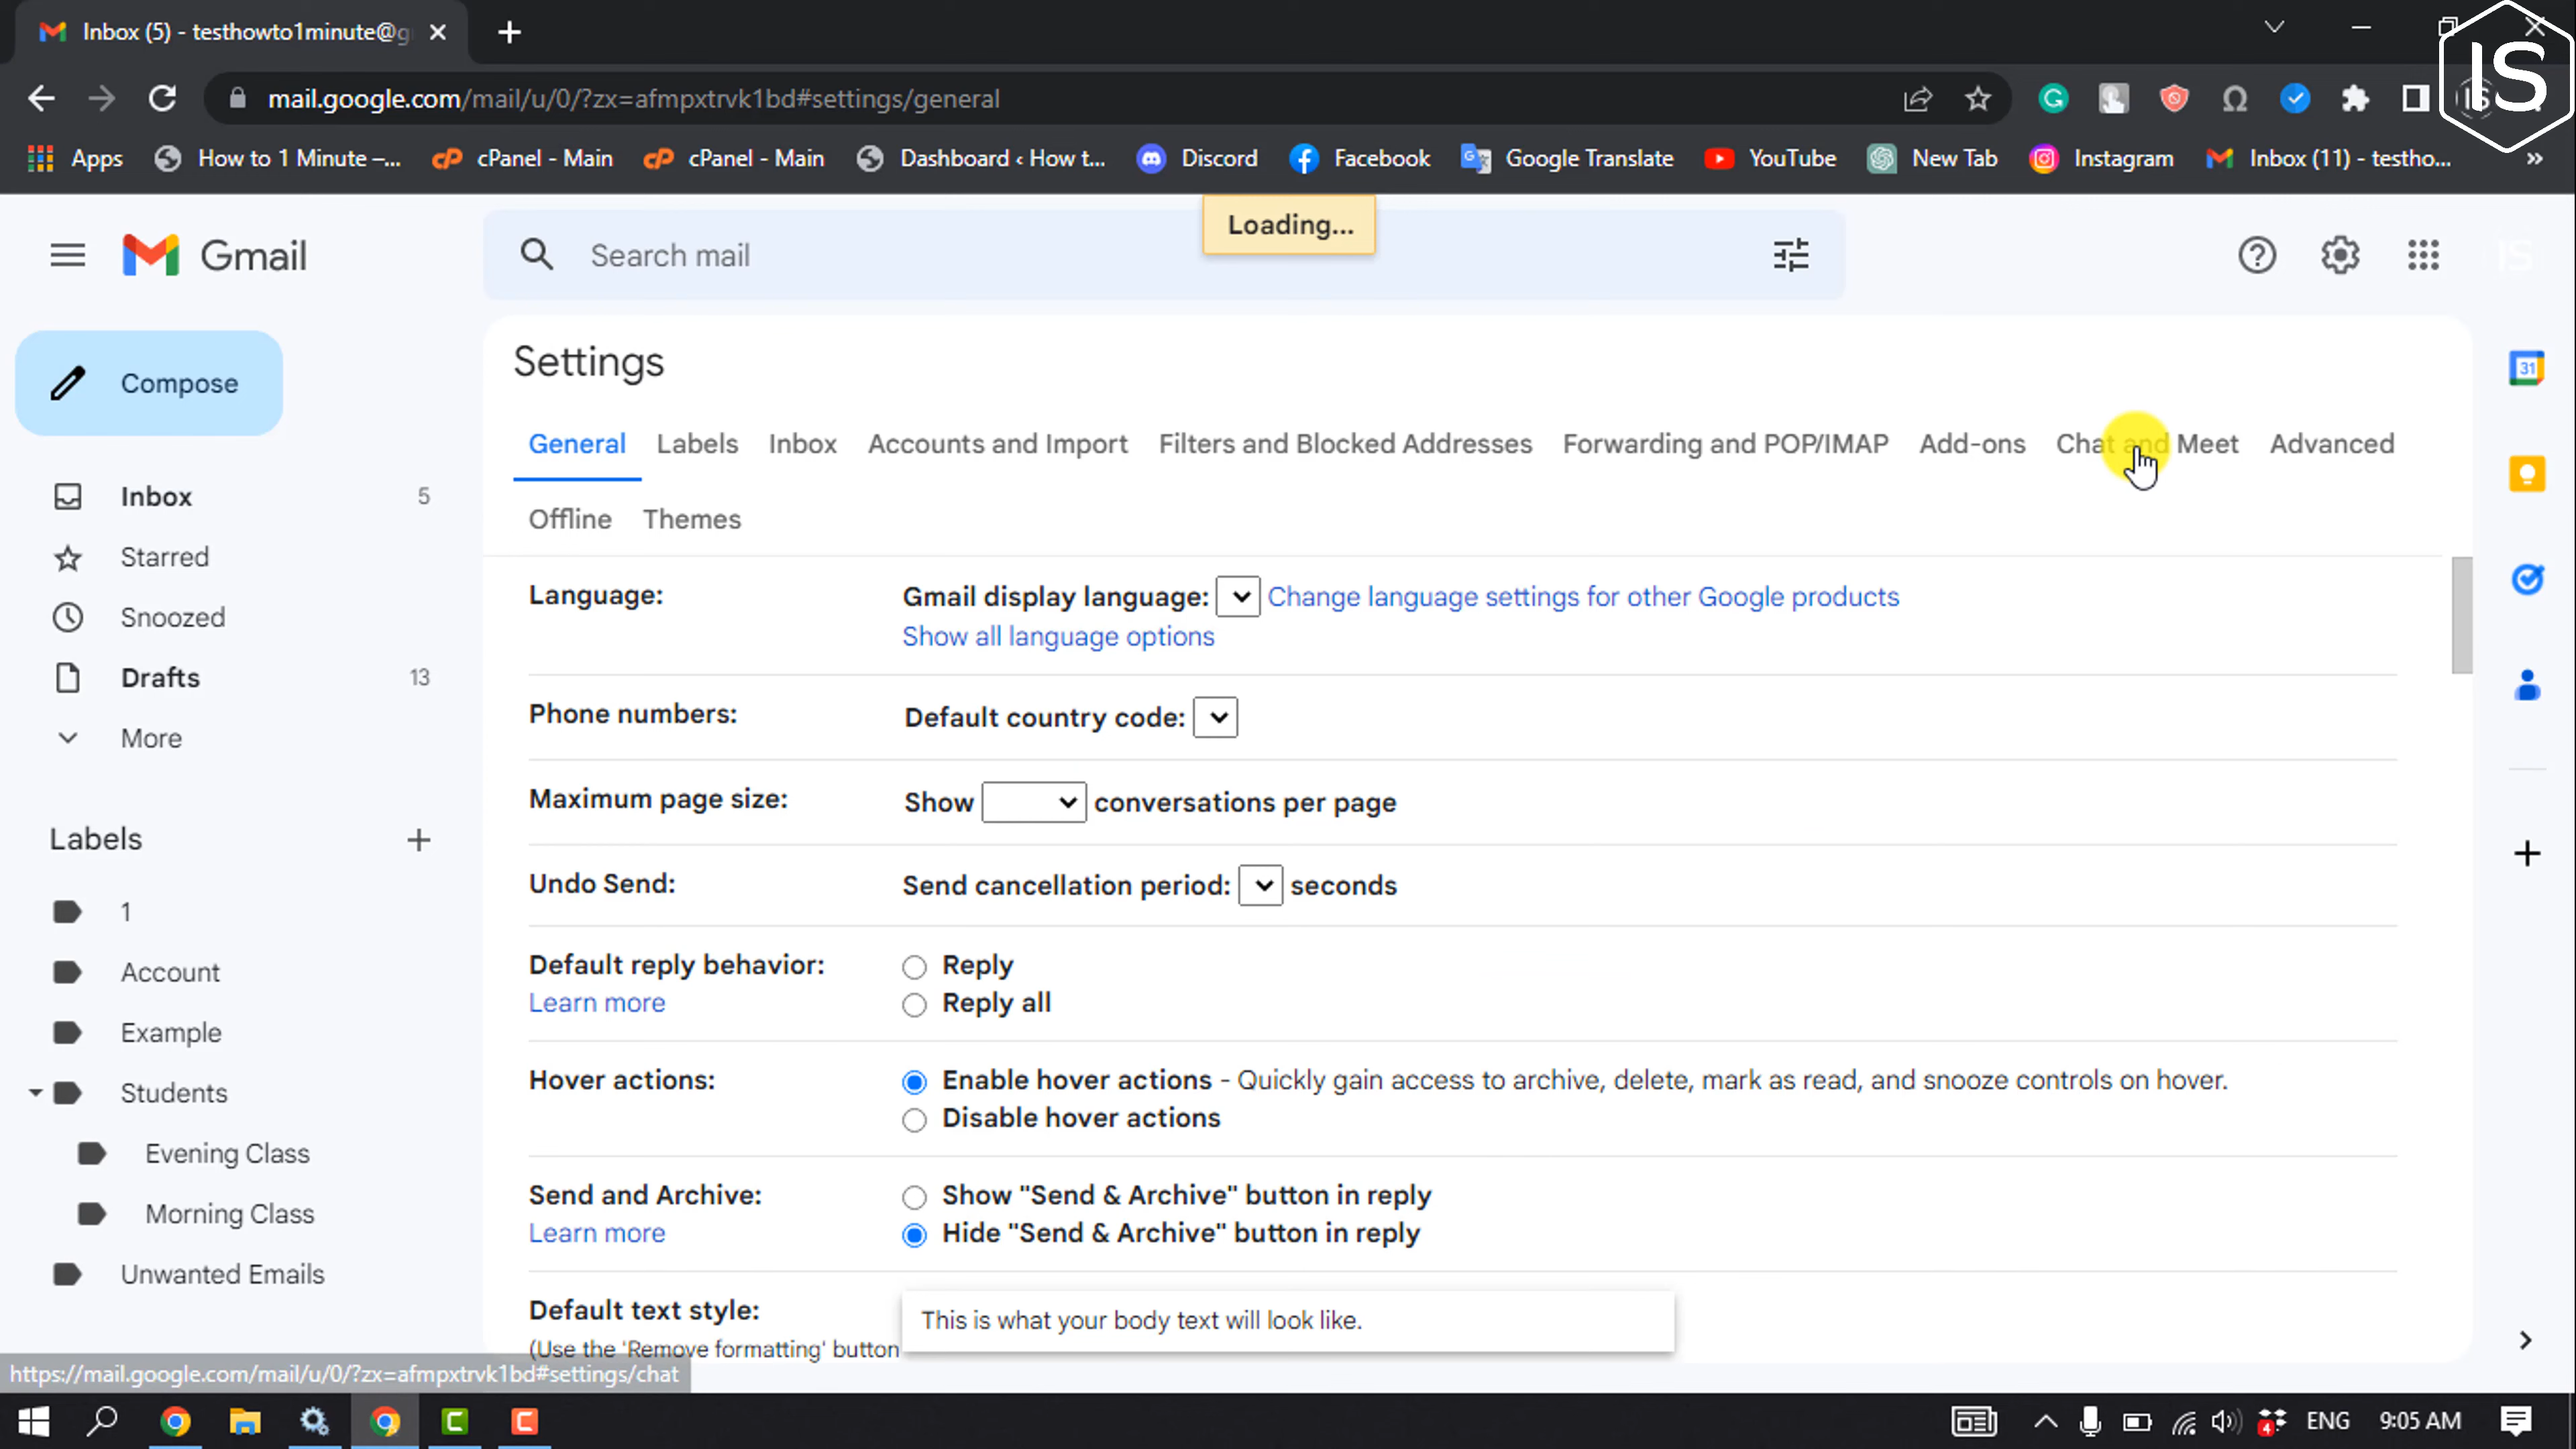 Inbox (5) - testhowto1minute@g
IS
mail.google.com/mail/u/0/?zx=afmpxtrvk1bd#settings/general
Apps
How to 1 Minute –...
cPanel - Main
cPanel - Main
Dashboard ‹ How t...
Discord
Facebook
Google Translate
YouTube
New Tab
Instagram
Inbox (11) - testho...
»
Loading...
Gmail
Search mail
Compose
Inbox 5
Starred
Snoozed
Drafts 13
More
Labels
1
Account
Example
Students
Evening Class
Morning Class
Unwanted Emails
Settings
General Labels Inbox Accounts and Import Filters and Blocked Addresses Forwarding and POP/IMAP Add-ons Chat and Meet Advanced
Offline Themes
Language: Gmail display language: Change language settings for other Google products
Show all language options
Phone numbers: Default country code:
Maximum page size: Show conversations per page
Undo Send: Send cancellation period: seconds
Default reply behavior: Reply
Learn more Reply all
Hover actions: Enable hover actions - Quickly gain access to archive, delete, mark as read, and snooze controls on hover.
Disable hover actions
Send and Archive: Show "Send & Archive" button in reply
Learn more Hide "Send & Archive" button in reply
Default text style: This is what your body text will look like.
(Use the 'Remove formatting' button
31
https://mail.google.com/mail/u/0/?zx=afmpxtrvk1bd#settings/chat
4
ENG
9:05 AM